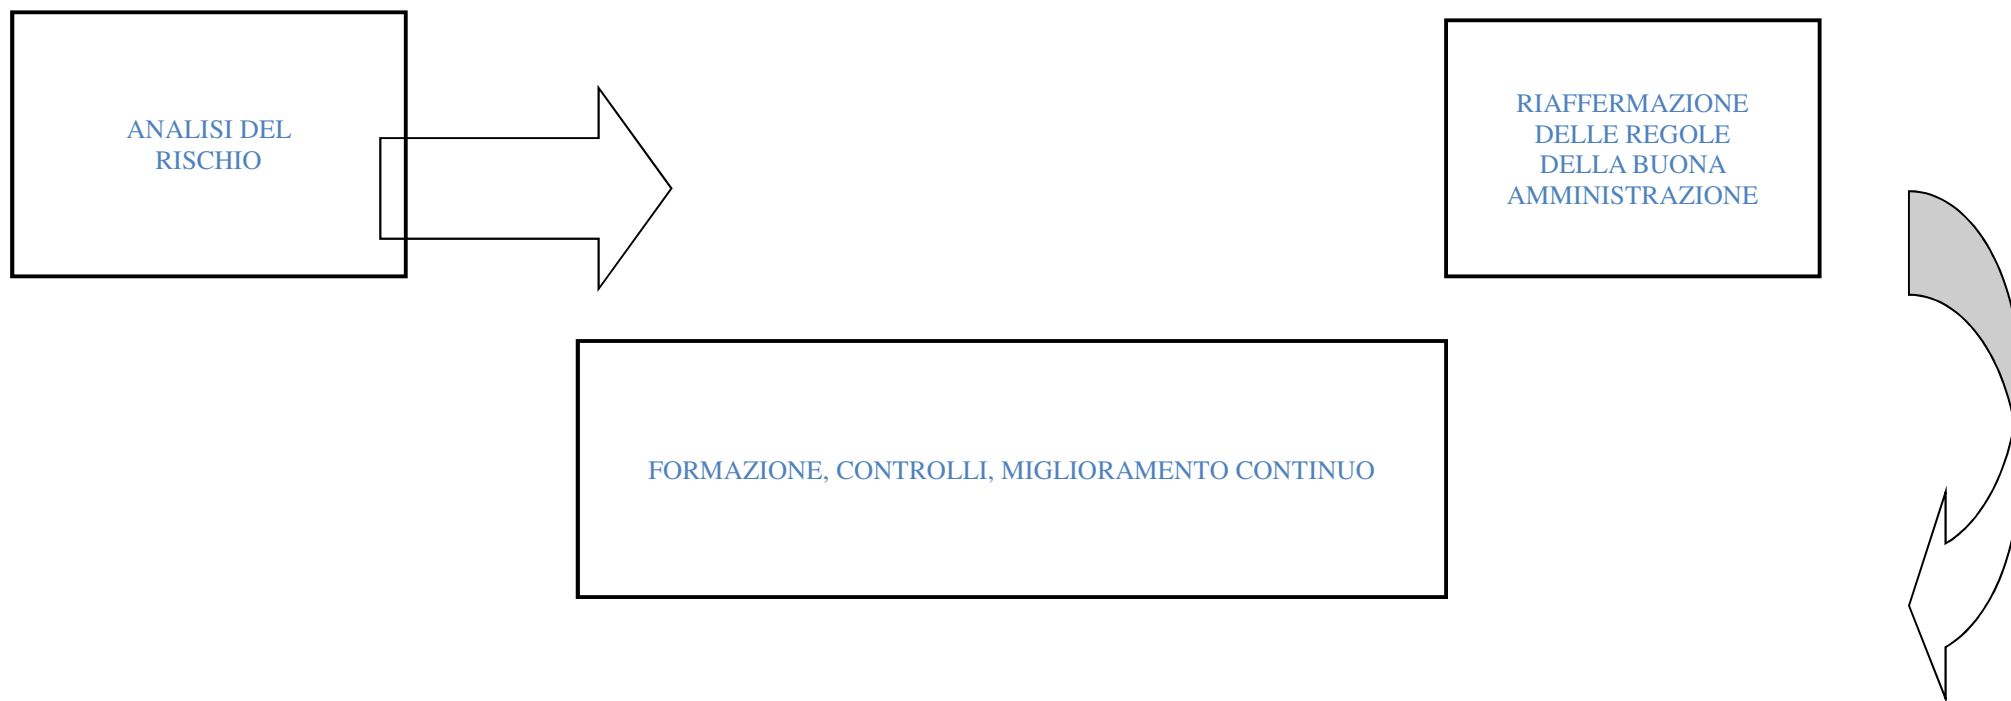 ANALISI DEL
RISCHIO
RIAFFERMAZIONE
DELLE REGOLE
DELLA BUONA
AMMINISTRAZIONE
FORMAZIONE, CONTROLLI, MIGLIORAMENTO CONTINUO